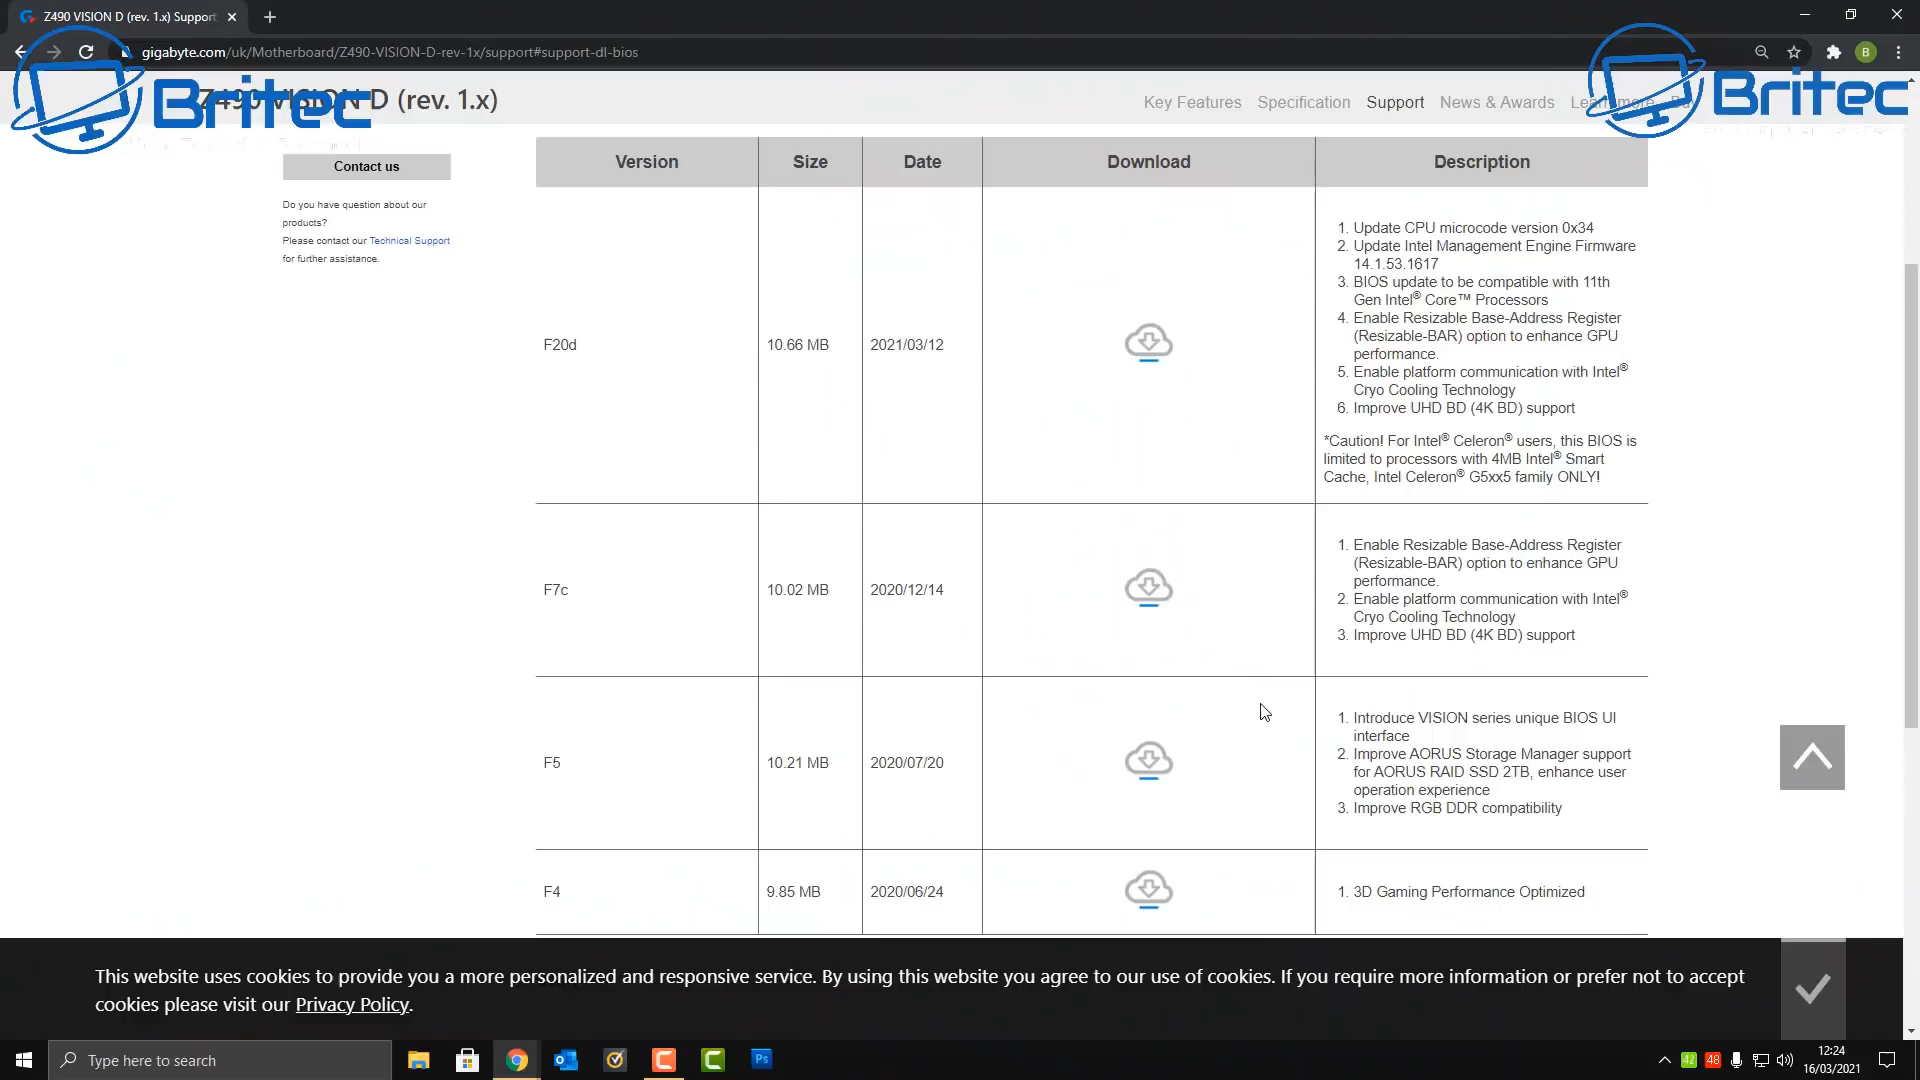 Z490 VISION D (rev. 1.x) Support
gigabyte.com/uk/Motherboard/Z490-VISION-D-rev-1x/support#support-dl-bios
B
Britec
Z490 VISION D (rev. 1.x)
Key Features Specification Support News & Awards Learn more Buy
Britec
Contact us
Do you have question about our
products?
Please contact our Technical Support
for further assistance.
Version Size Date Download Description
F20d 10.66 MB 2021/03/12
1. Update CPU microcode version 0x34
2. Update Intel Management Engine Firmware
14.1.53.1617
3. BIOS update to be compatible with 11th
Gen Intel® Core™ Processors
4. Enable Resizable Base-Address Register
(Resizable-BAR) option to enhance GPU
performance.
5. Enable platform communication with Intel®
Cryo Cooling Technology
6. Improve UHD BD (4K BD) support
*Caution! For Intel® Celeron® users, this BIOS is
limited to processors with 4MB Intel® Smart
Cache, Intel Celeron® G5xx5 family ONLY!
F7c 10.02 MB 2020/12/14
1. Enable Resizable Base-Address Register
(Resizable-BAR) option to enhance GPU
performance.
2. Enable platform communication with Intel®
Cryo Cooling Technology
3. Improve UHD BD (4K BD) support
F5 10.21 MB 2020/07/20
1. Introduce VISION series unique BIOS UI
interface
2. Improve AORUS Storage Manager support
for AORUS RAID SSD 2TB, enhance user
operation experience
3. Improve RGB DDR compatibility
F4 9.85 MB 2020/06/24
1. 3D Gaming Performance Optimized
This website uses cookies to provide you a more personalized and responsive service. By using this website you agree to our use of cookies. If you require more information or prefer not to accept
cookies please visit our Privacy Policy.
Type here to search
Ps
42 48
12:24
16/03/2021